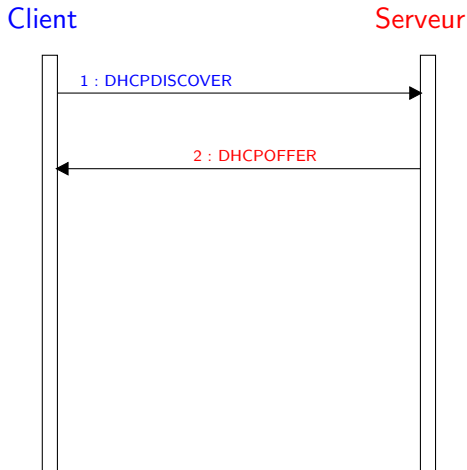 Client
Serveur
1 : DHCPDISCOVER
2 : DHCPOFFER